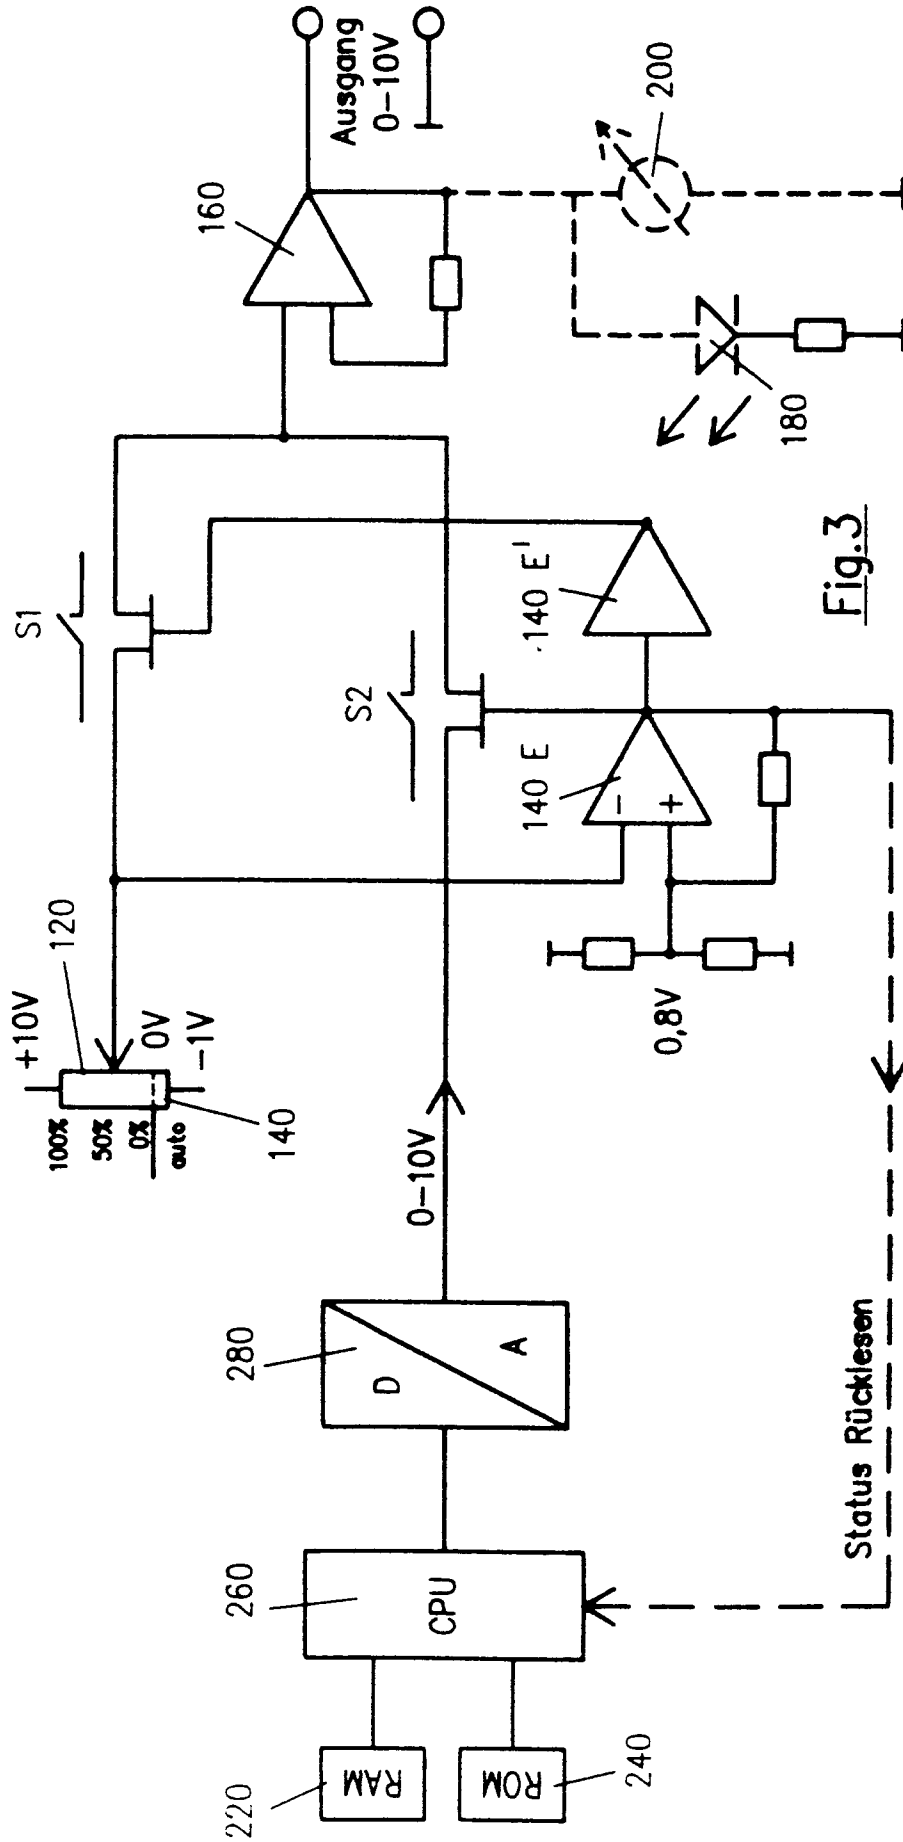 +10V
120
100%
50%
0%
auto
0V
-1V
140
S1
S2
160
Ausgang
0-10V
200
180
140 E
140 E'
-
+
0,8V
0-10V
280
D
A
260
CPU
220
RAM
ROM
240
Status Rücklesen
Fig.3